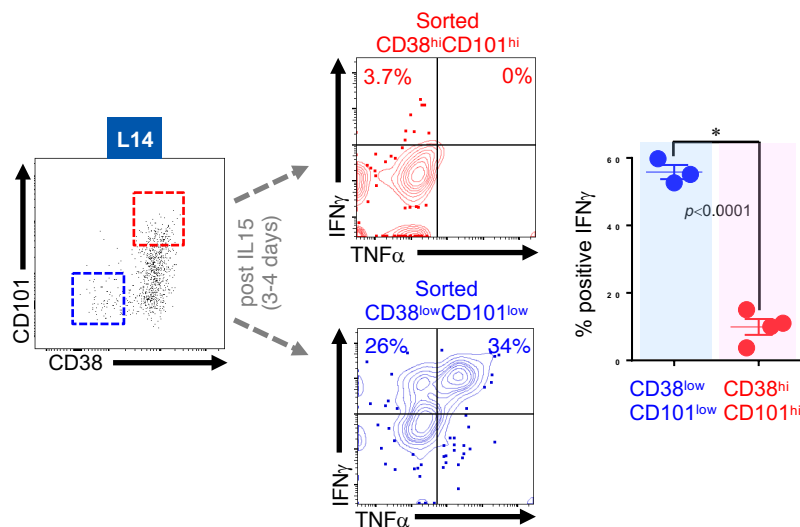 L14
CD101
CD38
post IL15
(3-4 days)
Sorted
CD38hiCD101hi
3.7%
0%
IFNγ
TNFα
Sorted
CD38lowCD101low
26%
34%
IFNγ
TNFα
% positive IFNγ
60
40
20
0
*
p<0.0001
CD38low
CD101low
CD38hi
CD101hi